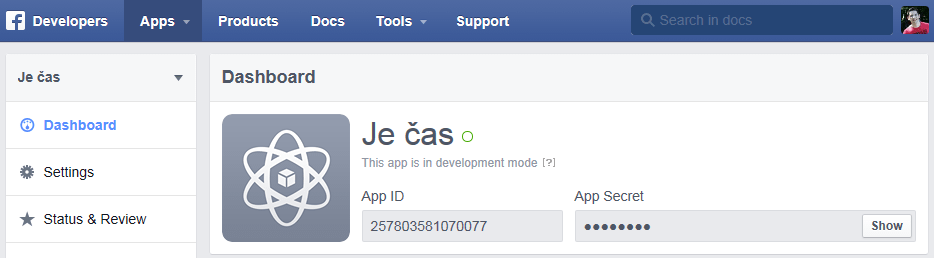 f Developers Apps Products Docs Tools Support Search in docs
Je čas
Dashboard
Settings
Status & Review
Dashboard
Je čas
This app is in development mode [?]
App ID
257803581070077
App Secret
●●●●●●●●
Show